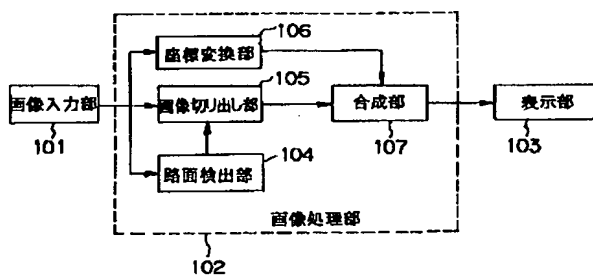 106
座標変換部
105
画像入力部
画像切り出し部
合成部
表示部
101
104
107
103
路面検出部
画像処理部
102